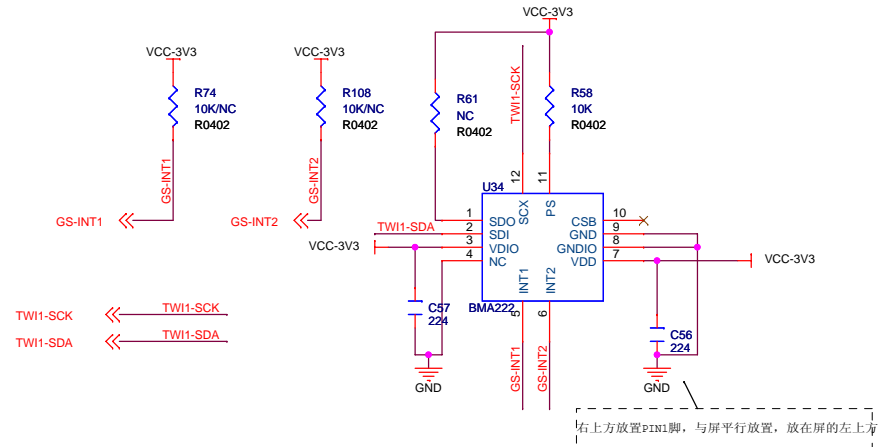 VCC-3V3
VCC-3V3
VCC-3V3
R74
10K/NC
R0402
R108
10K/NC
R0402
R61
NC
R0402
R58
10K
R0402
TWI1-SCK
GS-INT1
GS-INT2
GS-INT1
GS-INT2
12
11
U34
SCX
PS
1
SDO
CSB
10
TWI1-SDA
2
SDI
GND
9
VCC-3V3
3
VDIO
GNDIO
8
4
NC
VDD
7
VCC-3V3
INT1
INT2
BMA222
5
6
GS-INT1
GS-INT2
C57
224
GND
C56
224
GND
TWI1-SCK
TWI1-SCK
TWI1-SDA
TWI1-SDA
右上方放置PIN1脚，与屏平行放置，放在屏的左上方